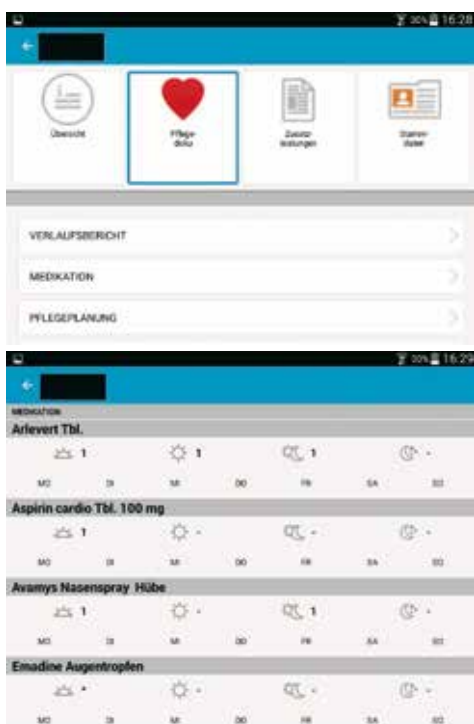 30% 16:28
Übersicht Pflege- Zusatz- Stamm-
doku leistungen daten
VERLAUFSBERICHT
MEDIKATION
PFLEGEPLANUNG
30% 16:29
MEDIKATION
Arlevert Tbl.
1 1 1 -
MO DI MI DO FR SA SO
Aspirin cardio Tbl. 100 mg
1 - - -
MO DI MI DO FR SA SO
Avamys Nasenspray Hübe
1 - 1 -
MO DI MI DO FR SA SO
Emadine Augentropfen
- - -
MO DI MI DO FR SA SO